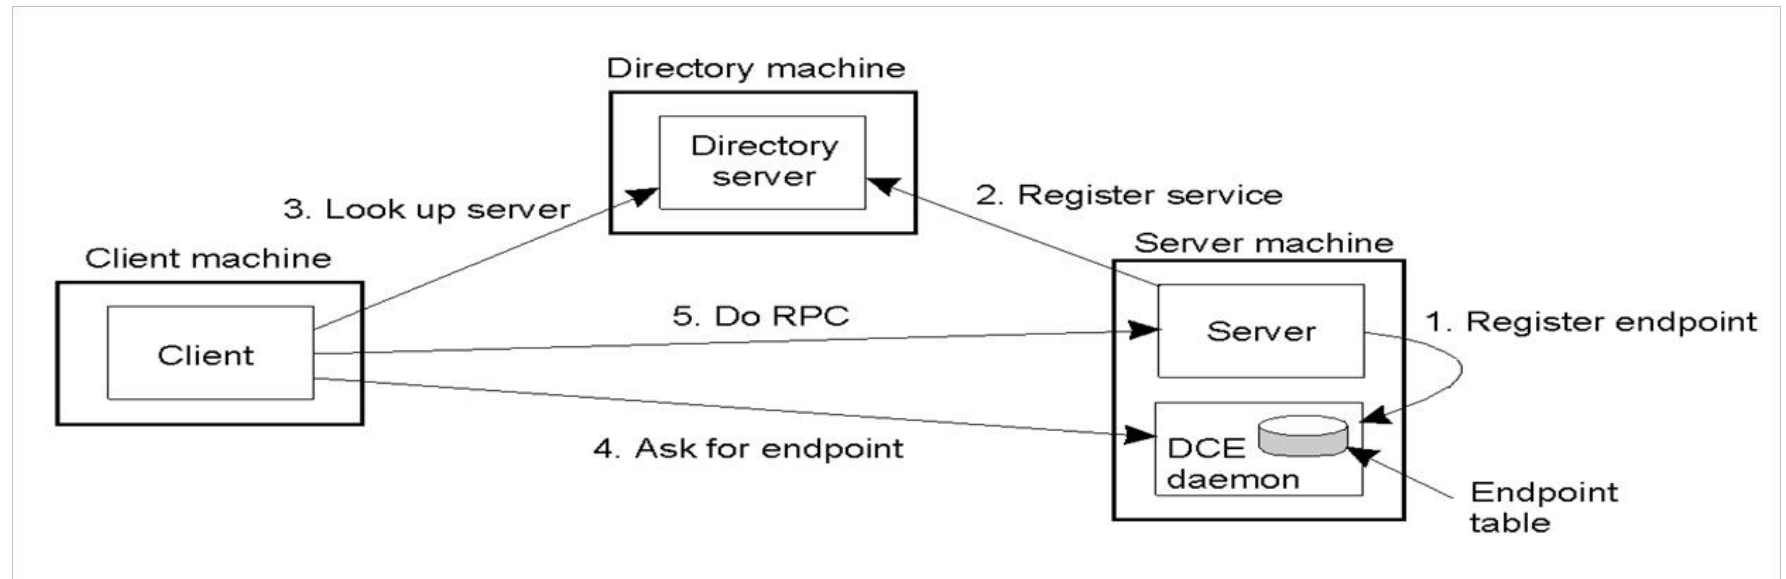 Directory machine
Directory
server
3. Look up server
2. Register service
Client machine
Server machine
Client
5. Do RPC
Server
1. Register endpoint
4. Ask for endpoint
DCE
daemon
Endpoint
table